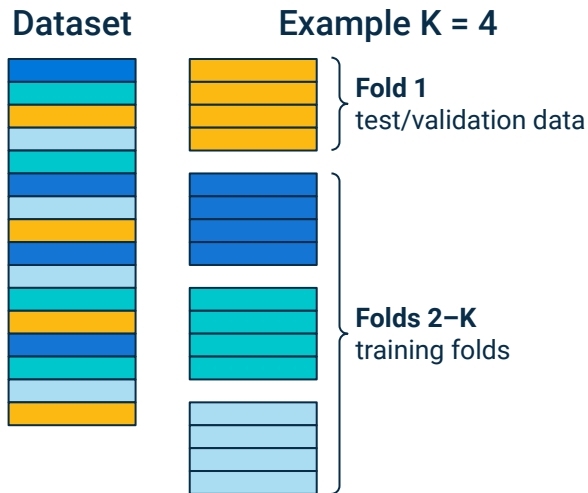 Dataset
Example K = 4
Fold 1
test/validation data
Folds 2–K
training folds